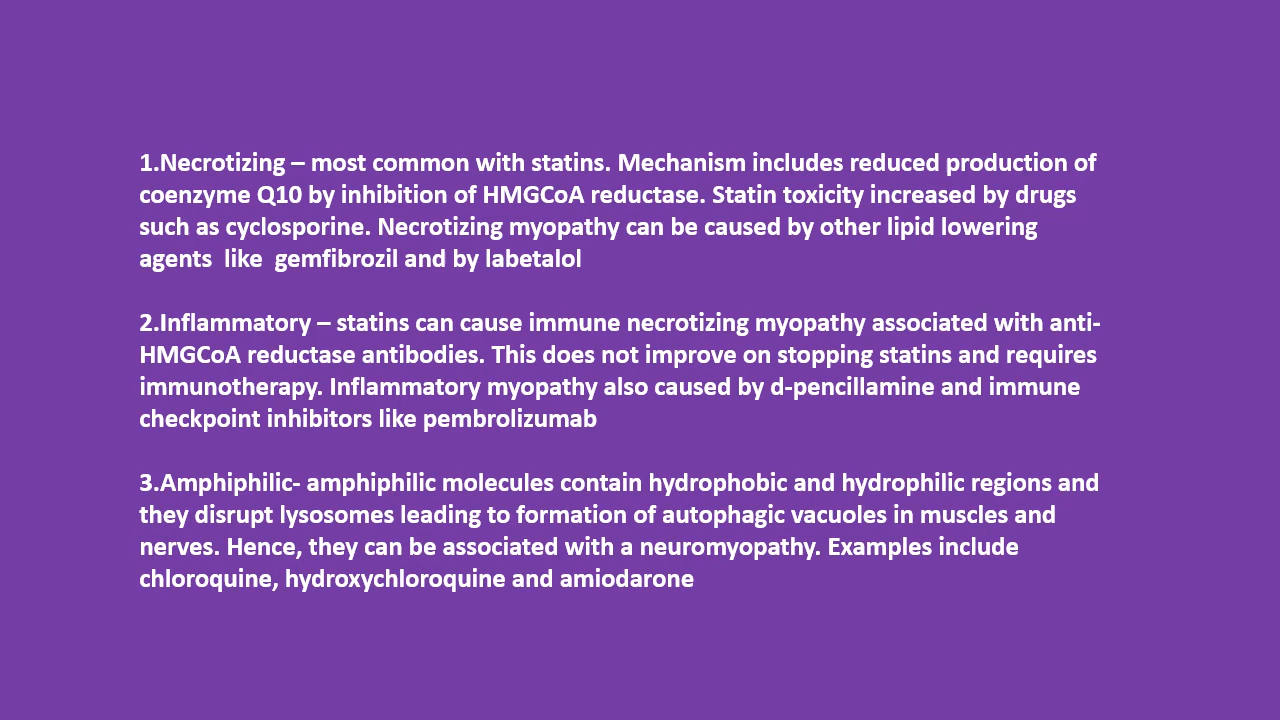 1.Necrotizing – most common with statins. Mechanism includes reduced production of
coenzyme Q10 by inhibition of HMGCoA reductase. Statin toxicity increased by drugs
such as cyclosporine. Necrotizing myopathy can be caused by other lipid lowering
agents  like  gemfibrozil and by labetalol
2.Inflammatory – statins can cause immune necrotizing myopathy associated with anti-
HMGCoA reductase antibodies. This does not improve on stopping statins and requires
immunotherapy. Inflammatory myopathy also caused by d-pencillamine and immune
checkpoint inhibitors like pembrolizumab
3.Amphiphilic- amphiphilic molecules contain hydrophobic and hydrophilic regions and
they disrupt lysosomes leading to formation of autophagic vacuoles in muscles and
nerves. Hence, they can be associated with a neuromyopathy. Examples include
chloroquine, hydroxychloroquine and amiodarone